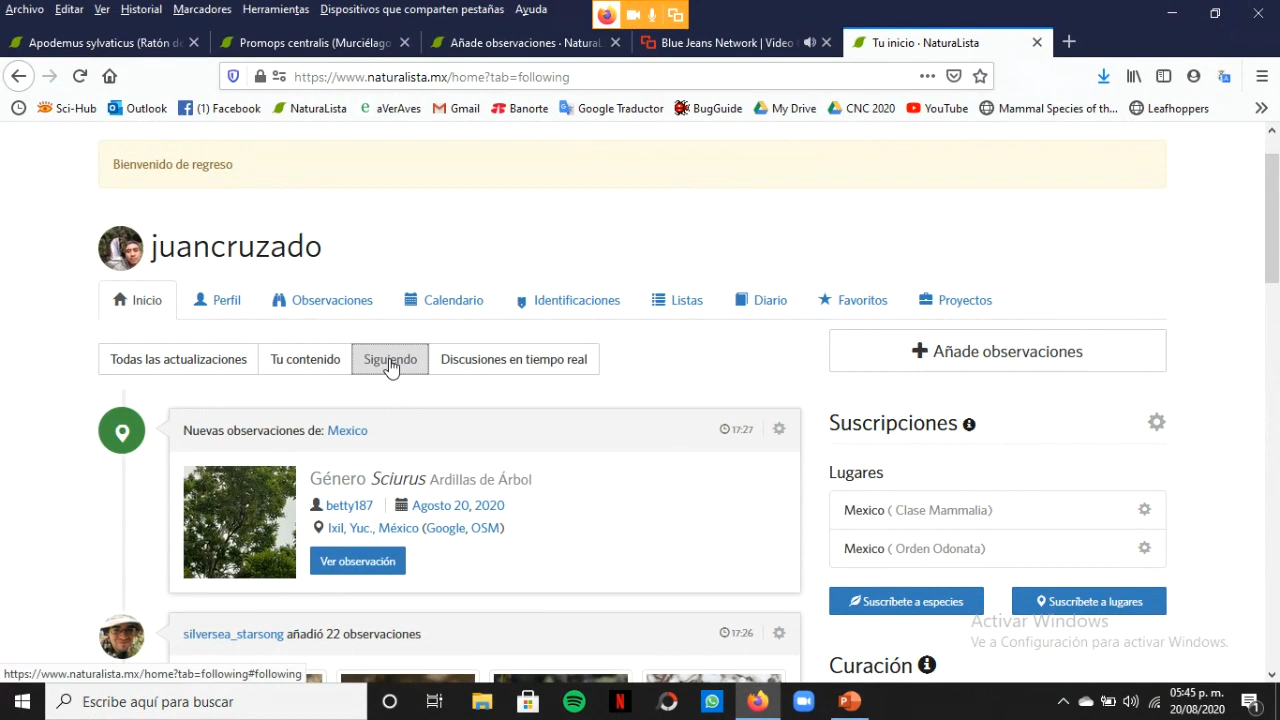 Archivo Editar Ver Historial Marcadores Herramientas Dispositivos que comparten pestañas Ayuda
Apodemus sylvaticus (Ratón de Promops centralis (Murciélago Añade observaciones · Natural Blue Jeans Network | Video Tu inicio · NaturaLista
https://www.naturalista.mx/home?tab=following
Sci-Hub Outlook (1) Facebook NaturaLista aVerAves Gmail Banorte Google Traductor BugGuide My Drive CNC 2020 YouTube Mammal Species of th... Leafhoppers
Bienvenido de regreso
juancruzado
Inicio Perfil Observaciones Calendario Identificaciones Listas Diario Favoritos Proyectos
Todas las actualizaciones Tu contenido Siguiendo Discusiones en tiempo real
Añade observaciones
Nuevas observaciones de: Mexico 17:27
Género Sciurus Ardillas de Árbol
betty187 Agosto 20, 2020
Ixil, Yuc., México (Google, OSM)
Ver observación
silversea_starsong añadió 22 observaciones 17:26
Suscripciones
Lugares
Mexico ( Clase Mammalia)
Mexico ( Orden Odonata)
Suscríbete a especies Suscríbete a lugares
Activar Windows
Ve a Configuración para activar Windows.
Curación
https://www.naturalista.mx/home?tab=following#following
Escribe aquí para buscar
05:45 p. m.
20/08/2020
1